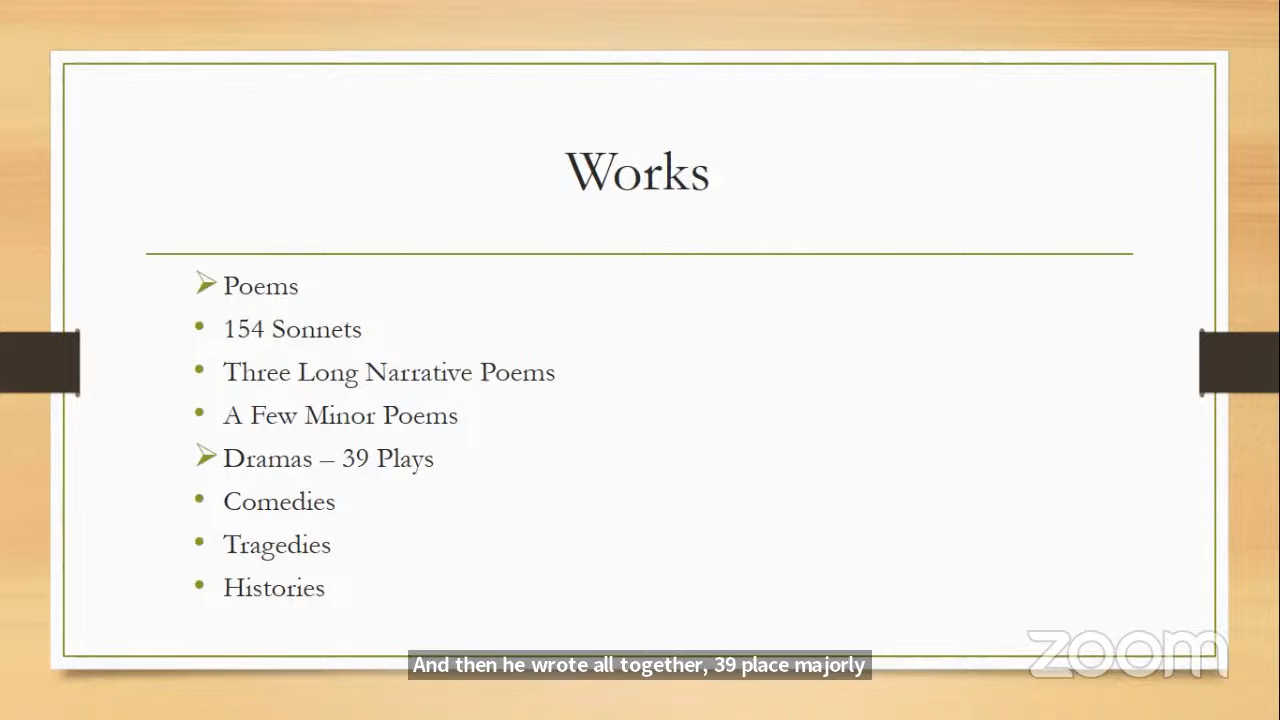 Works
Poems
154 Sonnets
Three Long Narrative Poems
A Few Minor Poems
Dramas – 39 Plays
Comedies
Tragedies
Histories
zoom
And then he wrote all together, 39 place majorly